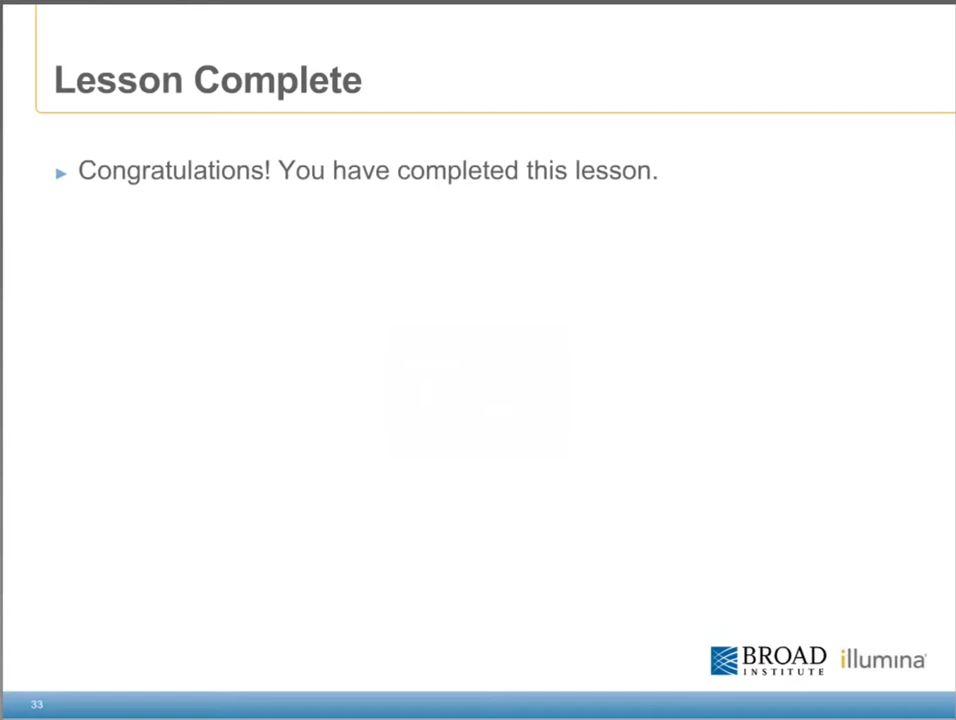 Lesson Complete
► Congratulations! You have completed this lesson.
BROAD
INSTITUTE
illumina
33